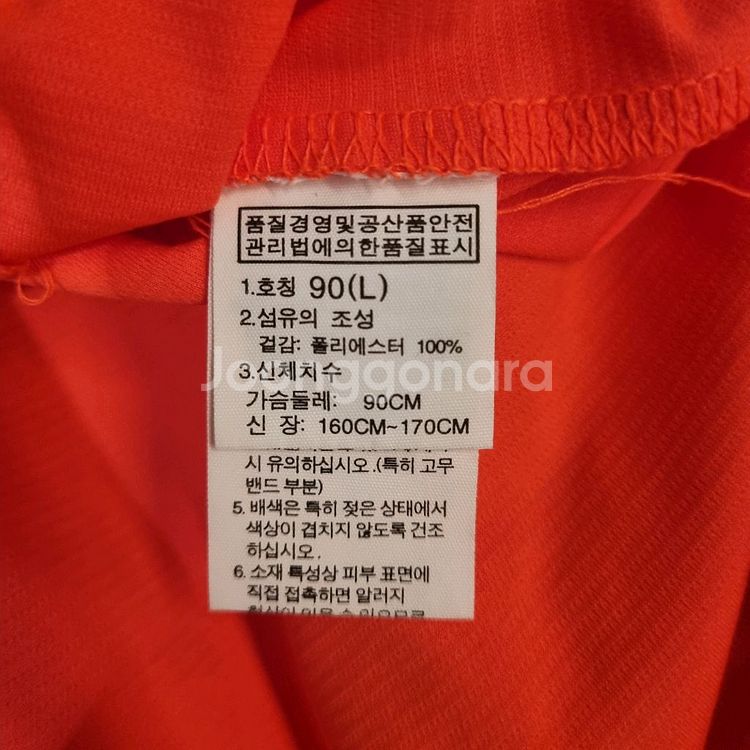 품질경영및공산품안전
관리법에의한품질표시
1.호칭 90(L)
2.섬유의 조성
겉감: 폴리에스터 100%
3.신체치수
Joonggonara
가슴둘레: 90CM
신 장: 160CM~170CM
시 유의하십시오.(특히 고무
밴드 부분)
5. 배색은 특히 젖은 상태에서
색상이 겹치지 않도록 건조
하십시오.
6. 소재 특성상 피부 표면에
직접 접촉하면 알러지